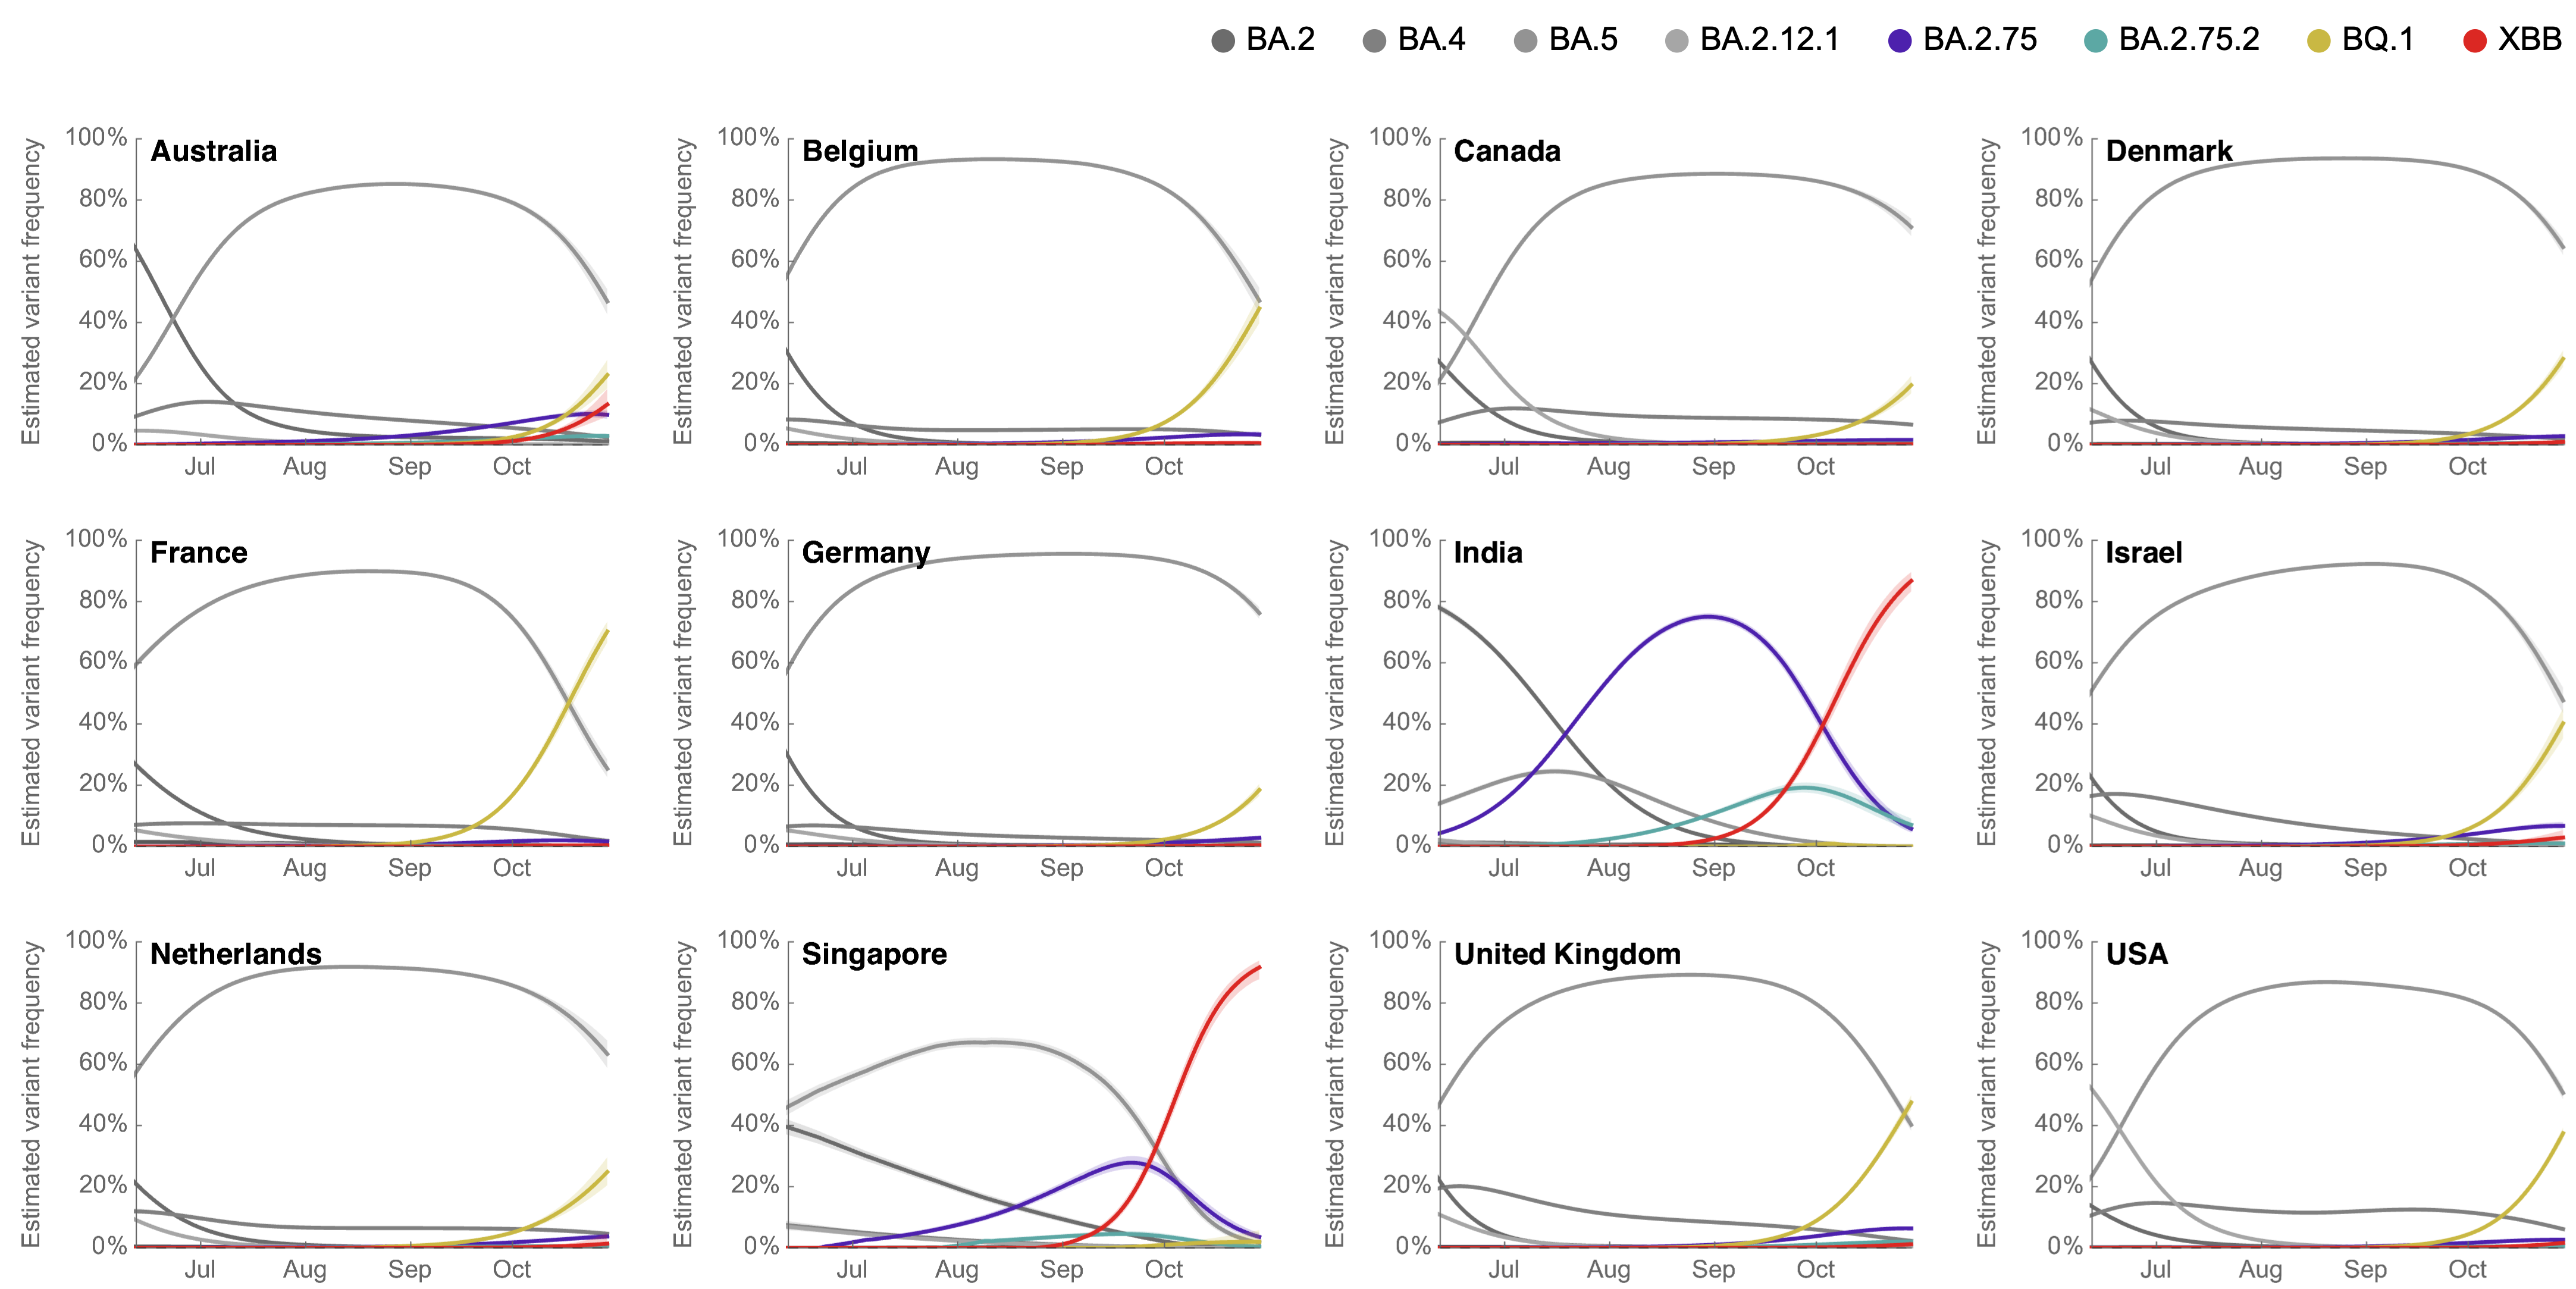 BA.2 BA.4 BA.5 BA.2.12.1 BA.2.75 BA.2.75.2 BQ.1 XBB
Estimated variant frequency
100%
80%
60%
40%
20%
0%
Australia
Jul Aug Sep Oct
Estimated variant frequency
100%
80%
60%
40%
20%
0%
Belgium
Jul Aug Sep Oct
Estimated variant frequency
100%
80%
60%
40%
20%
0%
Canada
Jul Aug Sep Oct
Estimated variant frequency
100%
80%
60%
40%
20%
0%
Denmark
Jul Aug Sep Oct
Estimated variant frequency
100%
80%
60%
40%
20%
0%
France
Jul Aug Sep Oct
Estimated variant frequency
100%
80%
60%
40%
20%
0%
Germany
Jul Aug Sep Oct
Estimated variant frequency
100%
80%
60%
40%
20%
0%
India
Jul Aug Sep Oct
Estimated variant frequency
100%
80%
60%
40%
20%
0%
Israel
Jul Aug Sep Oct
Estimated variant frequency
100%
80%
60%
40%
20%
0%
Netherlands
Jul Aug Sep Oct
Estimated variant frequency
100%
80%
60%
40%
20%
0%
Singapore
Jul Aug Sep Oct
Estimated variant frequency
100%
80%
60%
40%
20%
0%
United Kingdom
Jul Aug Sep Oct
Estimated variant frequency
100%
80%
60%
40%
20%
0%
USA
Jul Aug Sep Oct